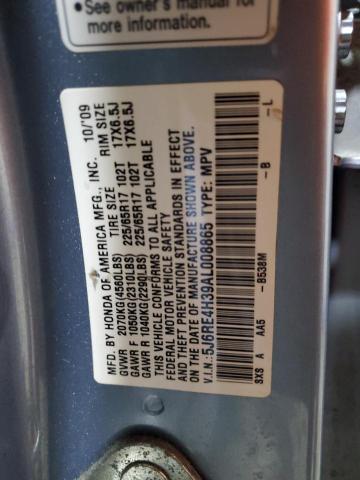 • See owner's manual for
more information.
MFD. BY HONDA OF AMERICA MFG., INC. 10/'09
GVWR 2070KG(4560LBS) TIRE SIZE RIM SIZE
GAWR F 1050KG(2310LBS) 225/65R17 102T 17X6.5J
GAWR R 1040KG(2290LBS) 225/65R17 102T 17X6.5J
THIS VEHICLE CONFORMS TO ALL APPLICABLE
FEDERAL MOTOR VEHICLE SAFETY, BUMPER,
AND THEFT PREVENTION STANDARDS IN EFFECT
ON THE DATE OF MANUFACTURE SHOWN ABOVE.
V.I.N.: 5J6RE4H39AL008865 TYPE: MPV
SXS A AA5 -B538M -B -L